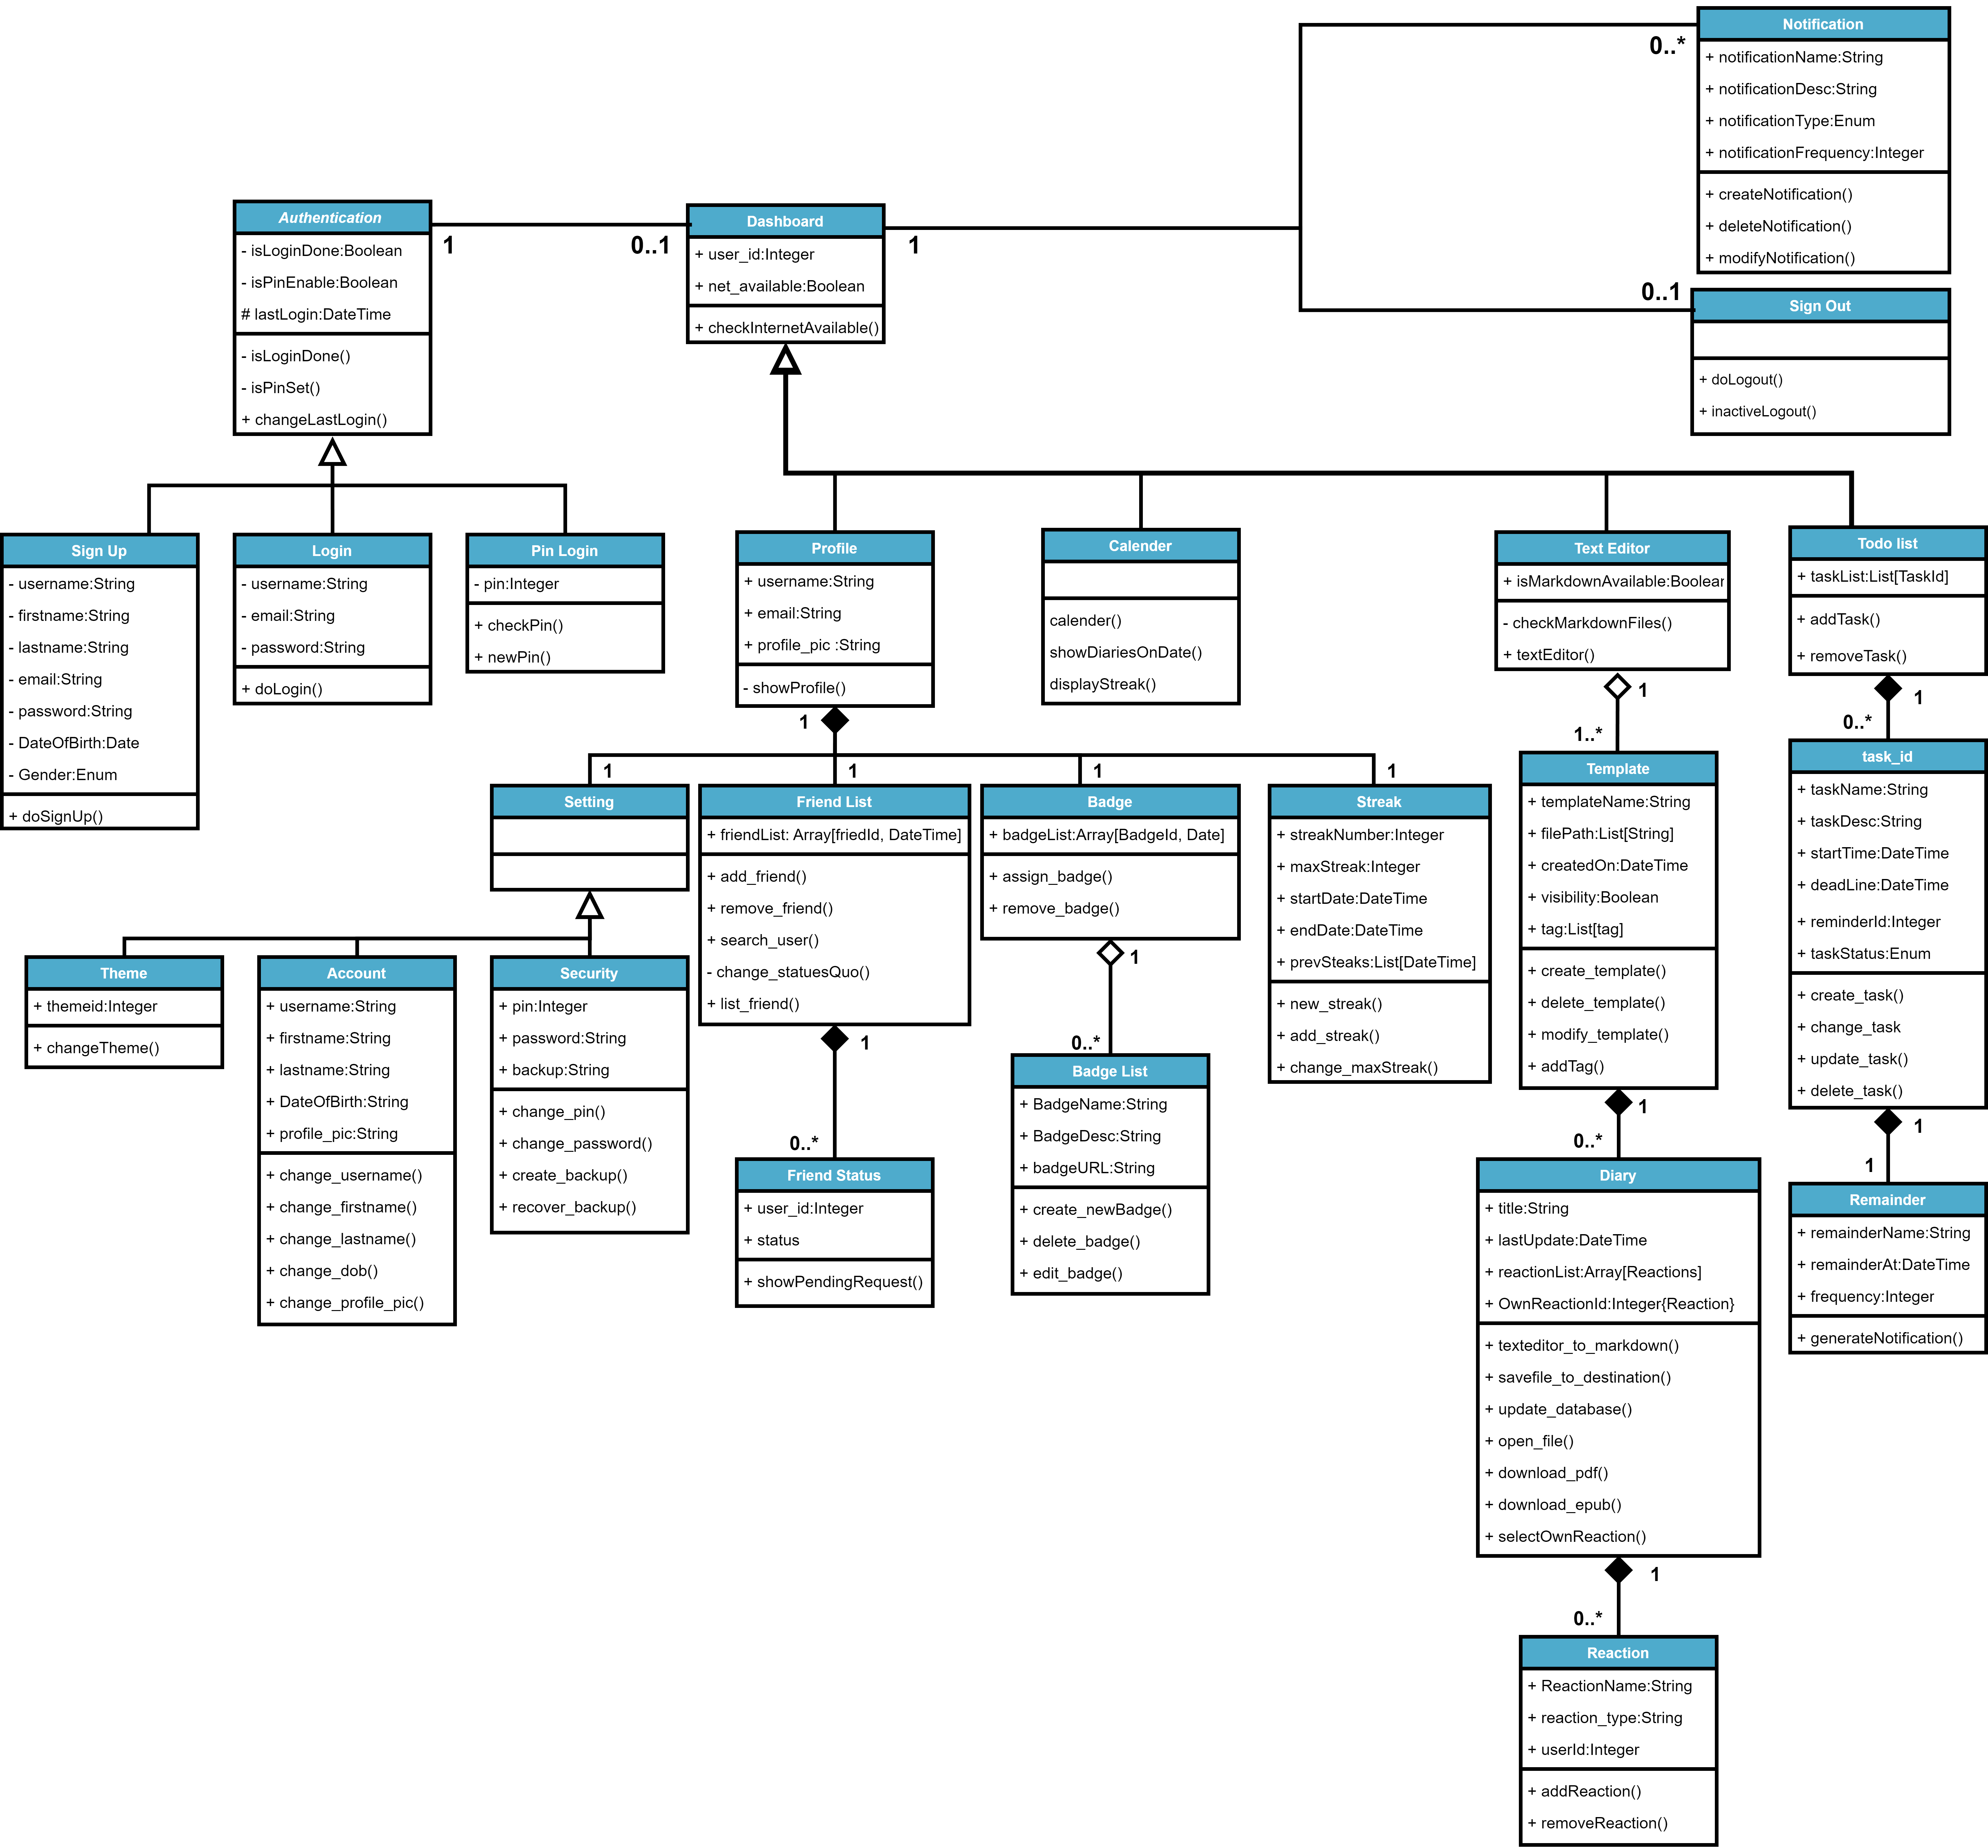 Notification
+ notificationName:String
+ notificationDesc:String
+ notificationType:Enum
+ notificationFrequency:Integer
+ createNotification()
+ deleteNotification()
+ modifyNotification()
0..*
Authentication
- isLoginDone:Boolean
- isPinEnable:Boolean
# lastLogin:DateTime
- isLoginDone()
- isPinSet()
+ changeLastLogin()
1
0..1
Dashboard
+ user_id:Integer
+ net_available:Boolean
+ checkInternetAvailable()
1
0..1
Sign Out
+ doLogout()
+ inactiveLogout()
Sign Up
- username:String
- firstname:String
- lastname:String
- email:String
- password:String
- DateOfBirth:Date
- Gender:Enum
+ doSignUp()
Login
- username:String
- email:String
- password:String
+ doLogin()
Pin Login
- pin:Integer
+ checkPin()
+ newPin()
Profile
+ username:String
+ email:String
+ profile_pic :String
- showProfile()
1
Calender
calender()
showDiariesOnDate()
displayStreak()
Text Editor
+ isMarkdownAvailable:Boolean
- checkMarkdownFiles()
+ textEditor()
1
1..*
Todo list
+ taskList:List[TaskId]
+ addTask()
+ removeTask()
1
0..*
1
1
1
1
Setting
Friend List
+ friendList: Array[friedId, DateTime]
+ add_friend()
+ remove_friend()
+ search_user()
- change_statuesQuo()
+ list_friend()
1
0..*
Badge
+ badgeList:Array[BadgeId, Date]
+ assign_badge()
+ remove_badge()
1
0..*
Streak
+ streakNumber:Integer
+ maxStreak:Integer
+ startDate:DateTime
+ endDate:DateTime
+ prevSteaks:List[DateTime]
+ new_streak()
+ add_streak()
+ change_maxStreak()
Template
+ templateName:String
+ filePath:List[String]
+ createdOn:DateTime
+ visibility:Boolean
+ tag:List[tag]
+ create_template()
+ delete_template()
+ modify_template()
+ addTag()
1
0..*
task_id
+ taskName:String
+ taskDesc:String
+ startTime:DateTime
+ deadLine:DateTime
+ reminderId:Integer
+ taskStatus:Enum
+ create_task()
+ change_task
+ update_task()
+ delete_task()
1
1
Theme
+ themeid:Integer
+ changeTheme()
Account
+ username:String
+ firstname:String
+ lastname:String
+ DateOfBirth:String
+ profile_pic:String
+ change_username()
+ change_firstname()
+ change_lastname()
+ change_dob()
+ change_profile_pic()
Security
+ pin:Integer
+ password:String
+ backup:String
+ change_pin()
+ change_password()
+ create_backup()
+ recover_backup()
Friend Status
+ user_id:Integer
+ status
+ showPendingRequest()
Badge List
+ BadgeName:String
+ BadgeDesc:String
+ badgeURL:String
+ create_newBadge()
+ delete_badge()
+ edit_badge()
Diary
+ title:String
+ lastUpdate:DateTime
+ reactionList:Array[Reactions]
+ OwnReactionId:Integer{Reaction}
+ texteditor_to_markdown()
+ savefile_to_destination()
+ update_database()
+ open_file()
+ download_pdf()
+ download_epub()
+ selectOwnReaction()
1
0..*
Remainder
+ remainderName:String
+ remainderAt:DateTime
+ frequency:Integer
+ generateNotification()
Reaction
+ ReactionName:String
+ reaction_type:String
+ userId:Integer
+ addReaction()
+ removeReaction()